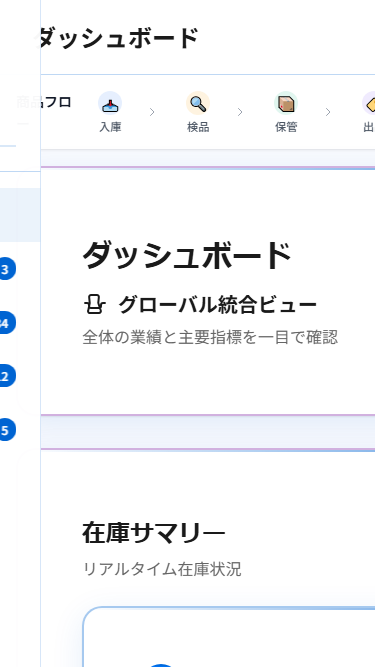 ダッシュボード
商品フロ
入庫
検品
保管
出
ダッシュボード
グローバル統合ビュー
全体の業績と主要指標を一目で確認
3
4
2
5
在庫サマリー
リアルタイム在庫状況